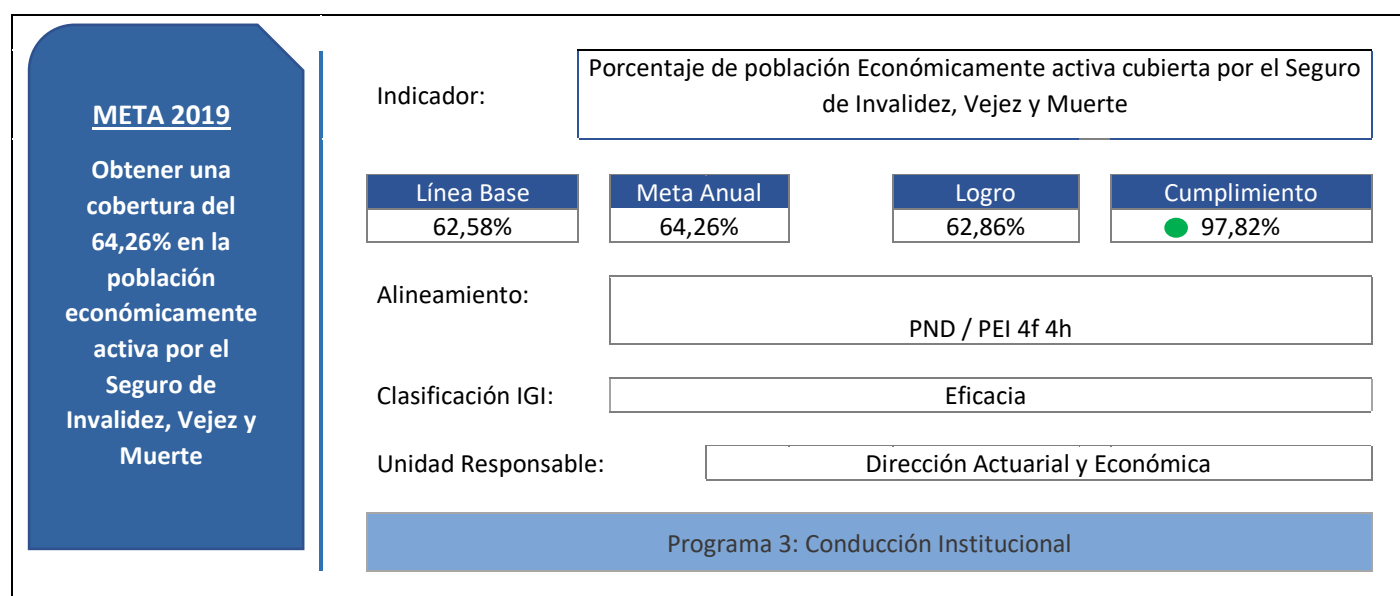 META 2019
Obtener una
cobertura del
64,26% en la
población
económicamente
activa por el
Seguro de
Invalidez, Vejez y
Muerte
Indicador:
Porcentaje de población Económicamente activa cubierta por el Seguro
de Invalidez, Vejez y Muerte
Línea Base
Meta Anual
Logro
Cumplimiento
62,58%
64,26%
62,86%
97,82%
Alineamiento:
PND / PEI 4f 4h
Clasificación IGI:
Eficacia
Unidad Responsable:
Dirección Actuarial y Económica
Programa 3: Conducción Institucional